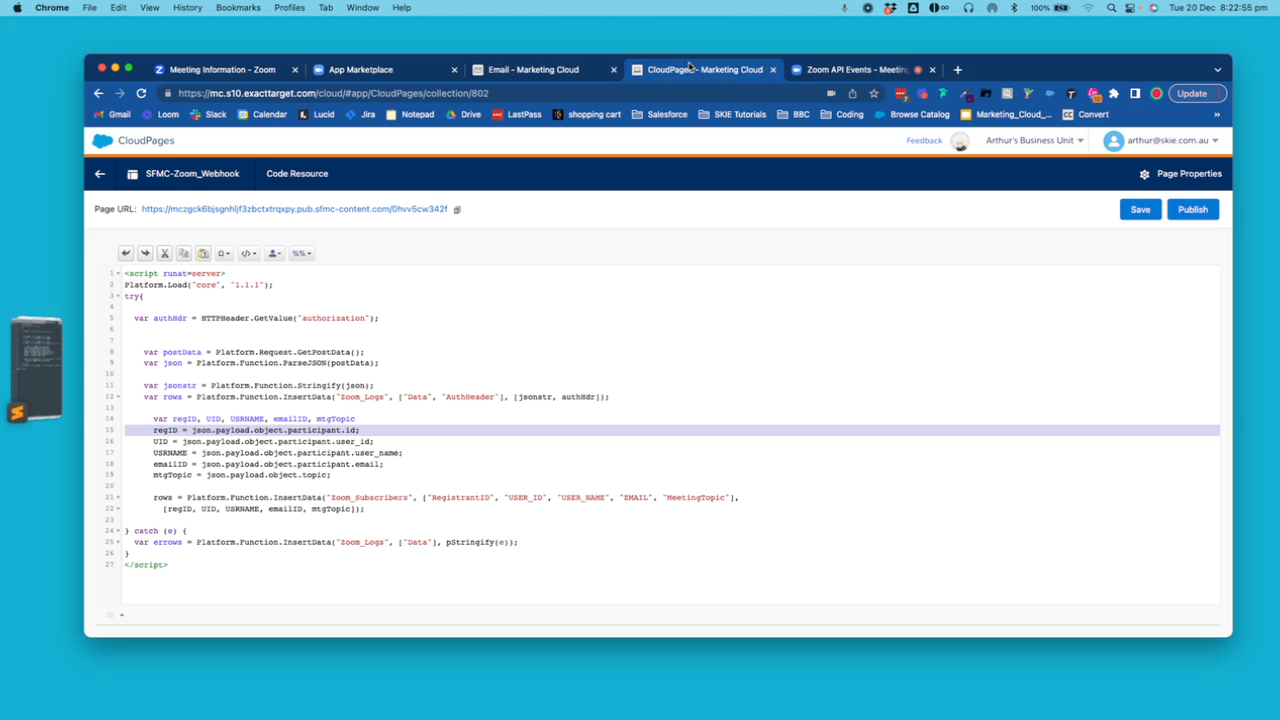 Chrome File Edit View History Bookmarks Profiles Tab Window Help 100% Tue 20 Dec 8:22:55 pm
Meeting Information - Zoom App Marketplace Email - Marketing Cloud CloudPages - Marketing Cloud Zoom API Events - Meetin
https://mc.s10.exacttarget.com/cloud/#app/CloudPages/collection/802 Update
Gmail Loom Slack Calendar Lucid Jira Notepad Drive LastPass shopping cart Salesforce SKIE Tutorials BBC Coding Browse Catalog Marketing_Cloud_... Convert »
CloudPages Feedback Arthur's Business Unit arthur@skie.com.au
SFMC-Zoom_Webhook Code Resource Page Properties
Page URL: https://mczgck6bjsgnhljf3zbctxtrqxpy.pub.sfmc-content.com/0hvv5cw342f Save Publish
Ω </> %%
1 <script runat=server>
2 Platform.Load("core", "1.1.1");
3 try{
4
5 var authHdr = HTTPHeader.GetValue("authorization");
6
7
8 var postData = Platform.Request.GetPostData();
9 var json = Platform.Function.ParseJSON(postData);
10
11 var jsonstr = Platform.Function.Stringify(json);
12 var rows = Platform.Function.InsertData("Zoom_Logs", ["Data", "AuthHeader"], [jsonstr, authHdr]);
13
14 var regID, UID, USRNAME, emailID, mtgTopic
15 regID = json.payload.object.participant.id;
16 UID = json.payload.object.participant.user_id;
17 USRNAME = json.payload.object.participant.user_name;
18 emailID = json.payload.object.participant.email;
19 mtgTopic = json.payload.object.topic;
20
21 rows = Platform.Function.InsertData("Zoom_Subscribers", ["RegistrantID", "USER_ID", "USER_NAME", "EMAIL", "MeetingTopic"],
22 [regID, UID, USRNAME, emailID, mtgTopic]);
23
24 } catch (e) {
25 var errows = Platform.Function.InsertData("Zoom_Logs", ["Data"], pStringify(e));
26 }
27 </script>